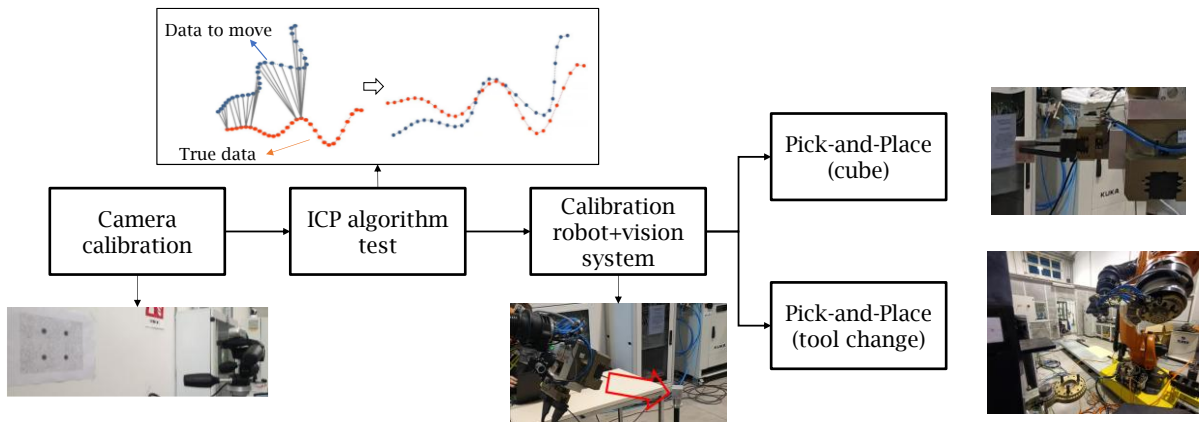 Data to move
True data
Camera
calibration
ICP algorithm
test
Calibration
robot+vision
system
Pick-and-Place
(cube)
Pick-and-Place
(tool change)
KUKA